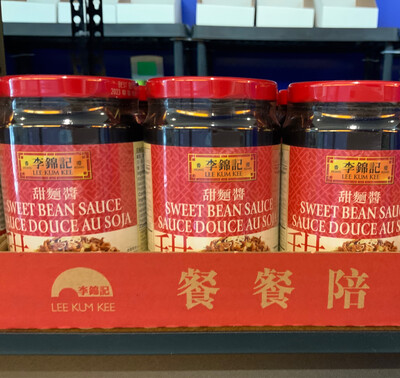 李錦記
LEE KUM KEE
甜麵醬
SWEET BEAN SAUCE
SAUCE DOUCE AU SOJA
李錦記
LEE KUM KEE
甜麵醬
SWEET BEAN SAUCE
SAUCE DOUCE AU SOJA
李錦記
LEE KUM KEE
甜麵醬
SWEET BEAN SAUCE
SAUCE DOUCE AU SOJA
李錦記
LEE KUM KEE
餐餐陪